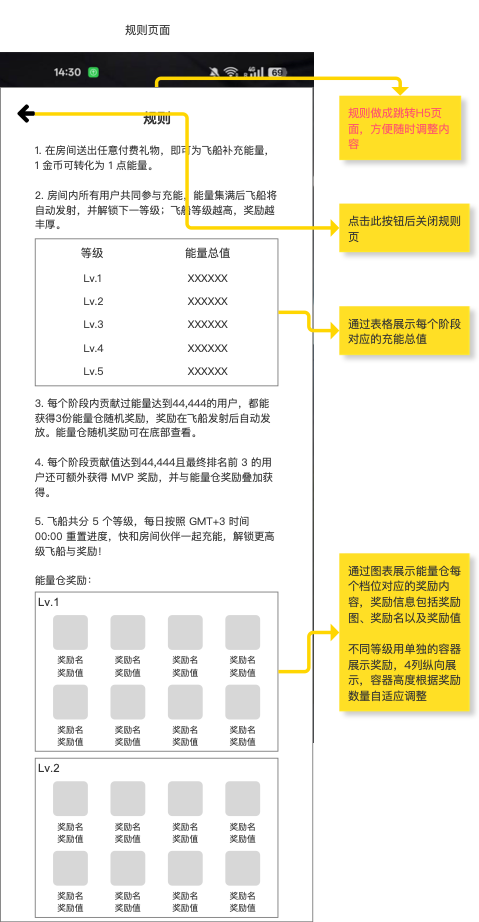 规则页面
14:30
4G
69
规则
规则做成跳转H5页
面，方便随时调整内
容
1. 在房间送出任意付费礼物，即可为飞船补充能量，
1 金币可转化为 1 点能量。
2. 房间内所有用户共同参与充能，能量集满后飞船将
自动发射，并解锁下一等级；飞船等级越高，奖励越
丰厚。
点击此按钮后关闭规则
页
等级 能量总值
Lv.1 XXXXXX
Lv.2 XXXXXX
Lv.3 XXXXXX
Lv.4 XXXXXX
Lv.5 XXXXXX
通过表格展示每个阶段
对应的充能总值
3. 每个阶段内贡献过能量达到44,444的用户，都能
获得3份能量仓随机奖励，奖励在飞船发射后自动发
放。能量仓随机奖励可在底部查看。
4. 每个阶段贡献值达到44,444且最终排名前 3 的用
户还可额外获得 MVP 奖励，并与能量仓奖励叠加获
得。
5. 飞船共分 5 个等级，每日按照 GMT+3 时间
00:00 重置进度，快和房间伙伴一起充能，解锁更高
级飞船与奖励！
能量仓奖励：
Lv.1
奖励名 奖励名 奖励名 奖励名
奖励值 奖励值 奖励值 奖励值
奖励名 奖励名 奖励名 奖励名
奖励值 奖励值 奖励值 奖励值
通过图表展示能量仓每
个档位对应的奖励内
容，奖励信息包括奖励
图、奖励名以及奖励值
不同等级用单独的容器
展示奖励，4列纵向展
示，容器高度根据奖励
数量自适应调整
Lv.2
奖励名 奖励名 奖励名 奖励名
奖励值 奖励值 奖励值 奖励值
奖励名 奖励名 奖励名 奖励名
奖励值 奖励值 奖励值 奖励值